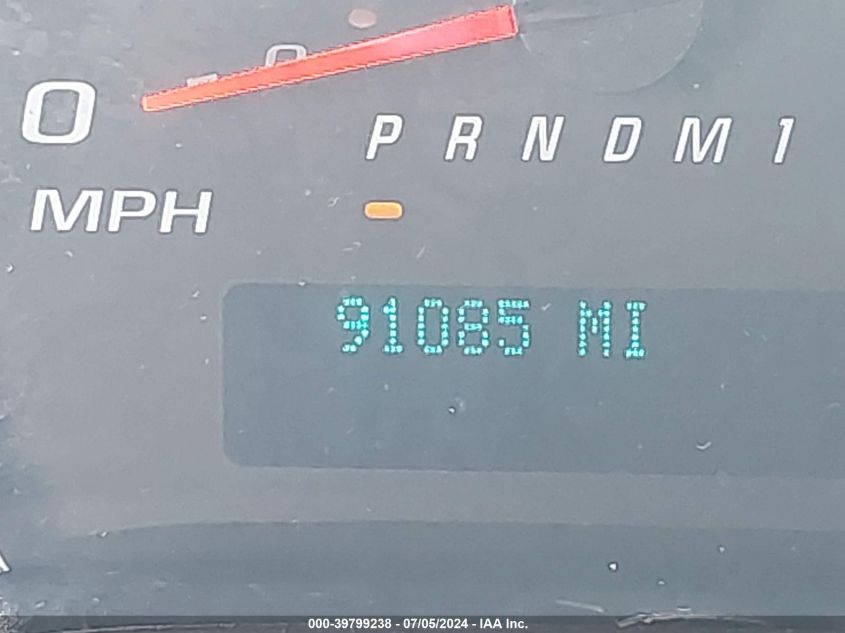 0
P R N D M 1
MPH
91085 MI
000-39799238 - 07/05/2024 - IAA Inc.